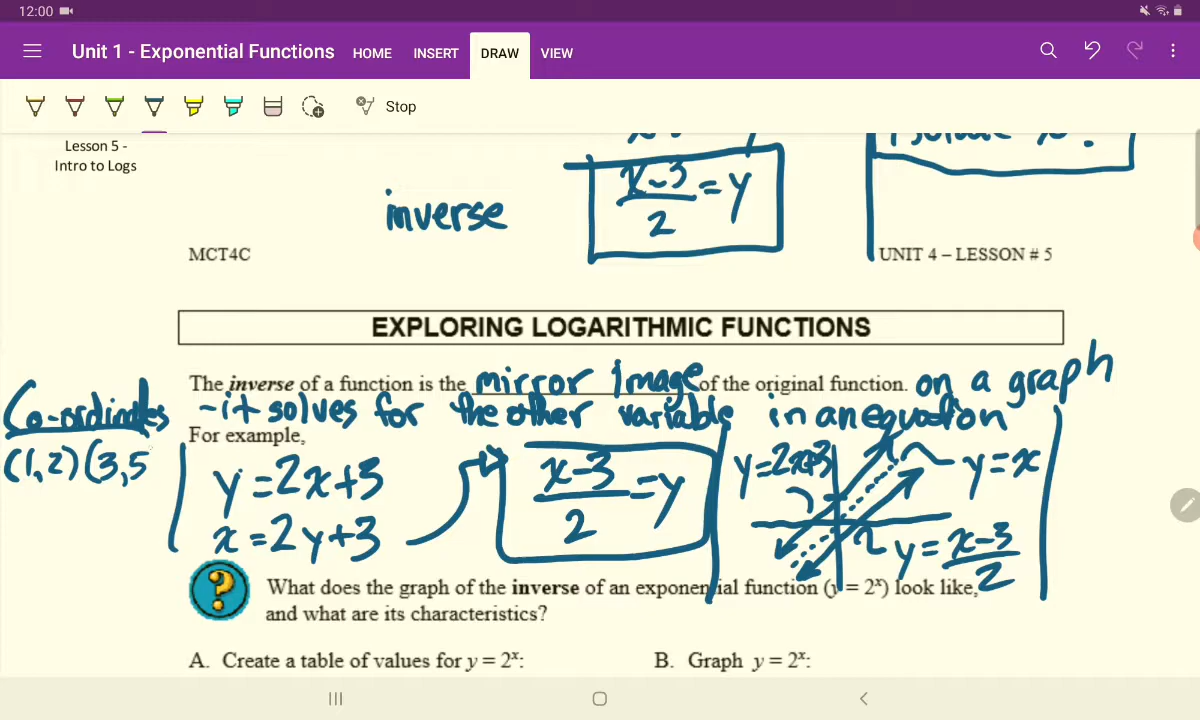 12:00
Unit 1 - Exponential Functions HOME INSERT DRAW VIEW
Stop
Lesson 5 -
Intro to Logs
x-3/2 = y
inverse
MCT4C UNIT 4 – LESSON # 5
EXPLORING LOGARITHMIC FUNCTIONS
The inverse of a function is the mirror image of the original function. on a graph
- it solves for the other variable in an equation
Co-ordinates
For example,
(1,2) (3,5
y = 2x+3
x = 2y+3
x-3/2 = y
y = 2x+3
y = x
y = x-3/2
What does the graph of the inverse of an exponential function (y = 2ˣ) look like,
and what are its characteristics?
A. Create a table of values for y = 2ˣ: B. Graph y = 2ˣ: